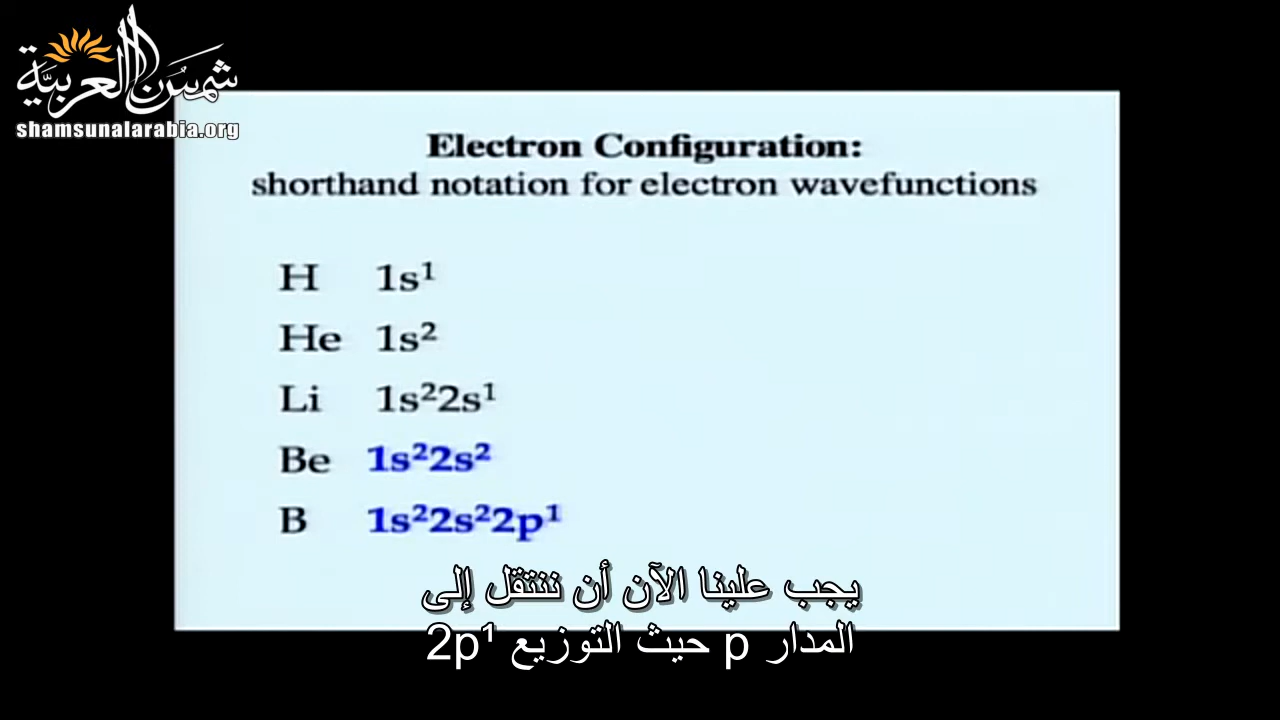 شمس العربية
shamsunalarabia.org
Electron Configuration:
shorthand notation for electron wavefunctions
H 1s¹
He 1s²
Li 1s²2s¹
Be 1s²2s²
B 1s²2s²2p¹
يجب علينا الآن أن ننتقل إلى
المدار p حيث التوزيع 2p¹